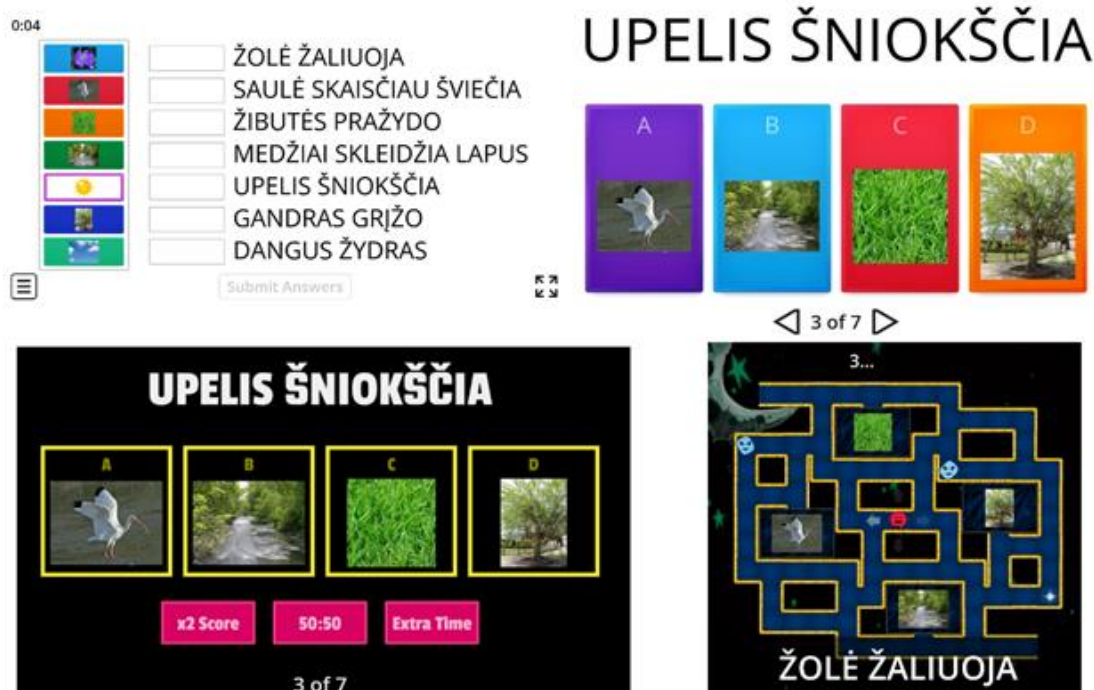 0:04
ŽOLĖ ŽALIUOJA
SAULĖ SKAISČIAU ŠVIEČIA
ŽIBUTĖS PRAŽYDO
MEDŽIAI SKLEIDŽIA LAPUS
UPELIS ŠNIOKŠČIA
GANDRAS GRĮŽO
DANGUS ŽYDRAS
Submit Answers
UPELIS ŠNIOKŠČIA
A B C D
3 of 7
UPELIS ŠNIOKŠČIA
A B C D
x2 Score 50:50 Extra Time
3 of 7
3...
ŽOLĖ ŽALIUOJA